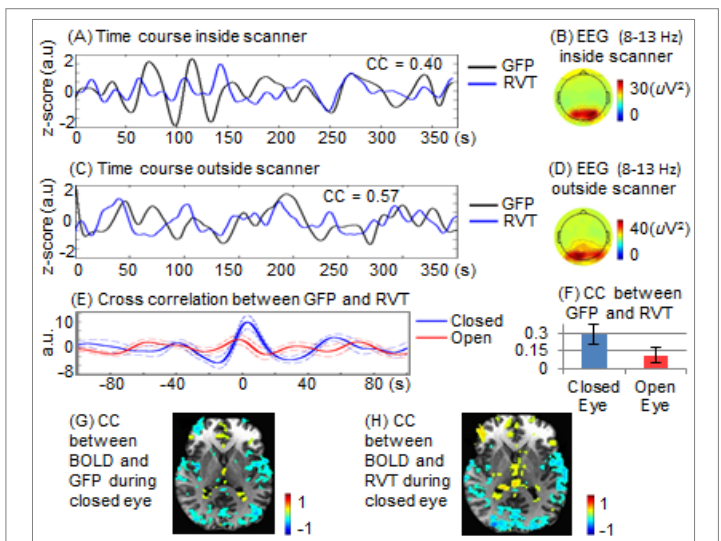 (A) Time course inside scanner
CC = 0.40
GFP
RVT
z-score (a.u)
2
0
-2
0 50 100 150 200 250 300 350 (s)
(B) EEG (8-13 Hz)
inside scanner
30(uV²)
0
(C) Time course outside scanner
CC = 0.57
GFP
RVT
z-score (a.u)
2
0
-2
0 50 100 150 200 250 300 350 (s)
(D) EEG (8-13 Hz)
outside scanner
40(uV²)
0
(E) Cross correlation between GFP and RVT
Closed
Open
a.u.
10
0
-8
-80 -40 0 40 80 (s)
(F) CC between
GFP and RVT
0.3
0.15
0
Closed Open
Eye Eye
(G) CC
between
BOLD and
GFP during
closed eye
1
-1
(H) CC
between
BOLD and
RVT during
closed eye
1
-1